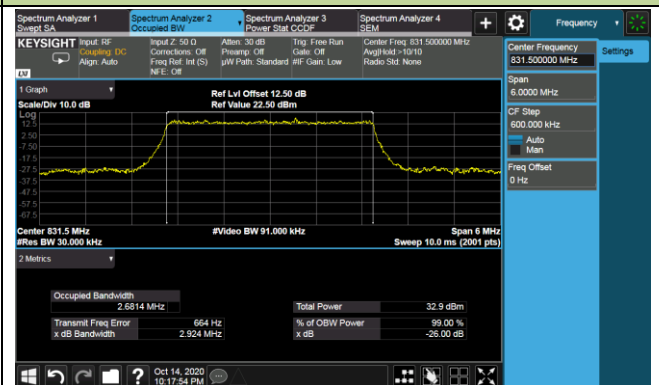 Spectrum Analyzer 1
Swept SA
Spectrum Analyzer 2
Occupied BW
Spectrum Analyzer 3
Power Stat CCDF
Spectrum Analyzer 4
SEM
+
Frequency
KEYSIGHT
Input: RF
Coupling: DC
Align: Auto
Input Z: 50 Ω
Corrections: Off
Freq Ref: Int (S)
NFE: Off
Atten: 30 dB
Preamp: Off
µW Path: Standard
Trig: Free Run
Gate: Off
#IF Gain: Low
Center Freq: 831.500000 MHz
Avg|Hold:>10/10
Radio Std: None
LXI
Center Frequency
831.500000 MHz
Settings
Span
6.0000 MHz
CF Step
600.000 kHz
Auto
Man
Freq Offset
0 Hz
1 Graph
Scale/Div 10.0 dB
Ref Lvl Offset 12.50 dB
Ref Value 22.50 dBm
Log
12.5
2.50
-7.50
-17.5
-27.5
-37.5
-47.5
-57.5
-67.5
Center 831.5 MHz
#Video BW 91.000 kHz
Span 6 MHz
#Res BW 30.000 kHz
Sweep 10.0 ms (2001 pts)
2 Metrics
Occupied Bandwidth
2.6814 MHz
Total Power 32.9 dBm
Transmit Freq Error 664 Hz
% of OBW Power 99.00 %
x dB Bandwidth 2.924 MHz
x dB -26.00 dB
?
Oct 14, 2020
10:17:54 PM